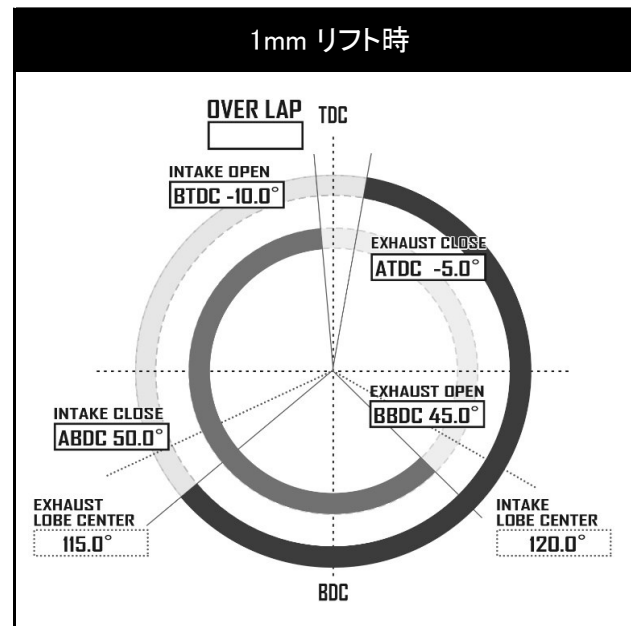 1mm リフト時
OVER LAP
TDC
INTAKE OPEN
BTDC -10.0°
EXHAUST CLOSE
ATDC -5.0°
INTAKE CLOSE
ABDC 50.0°
EXHAUST OPEN
BBDC 45.0°
EXHAUST
LOBE CENTER
115.0°
INTAKE
LOBE CENTER
120.0°
BDC